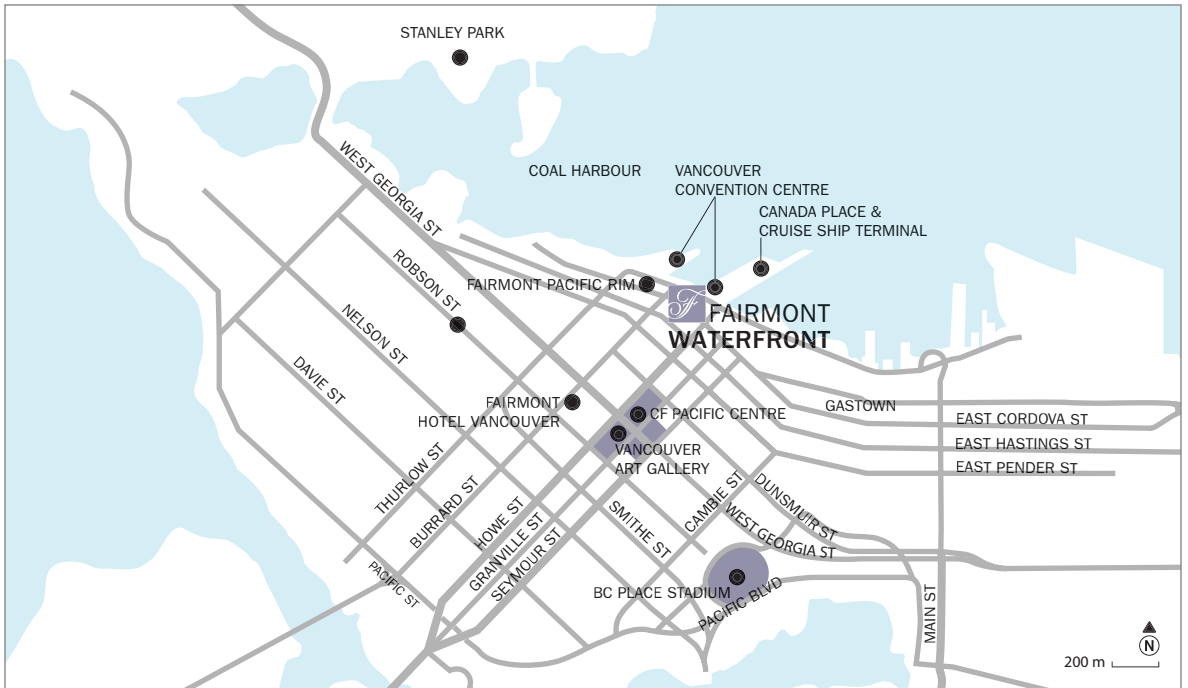 STANLEY PARK
WEST GEORGIA ST
COAL HARBOUR
VANCOUVER
CONVENTION CENTRE
CANADA PLACE &
CRUISE SHIP TERMINAL
ROBSON ST
FAIRMONT PACIFIC RIM
F
FAIRMONT
WATERFRONT
NELSON ST
DAVIE ST
FAIRMONT
HOTEL VANCOUVER
CF PACIFIC CENTRE
GASTOWN
EAST CORDOVA ST
EAST HASTINGS ST
EAST PENDER ST
VANCOUVER
ART GALLERY
THURLOW ST
BURRARD ST
HOWE ST
GRANVILLE ST
SEYMOUR ST
SMITHE ST
CAMBIE ST
DUNSMUIR ST
WEST GEORGIA ST
PACIFIC ST
BC PLACE STADIUM
PACIFIC BLVD
MAIN ST
N
200 m